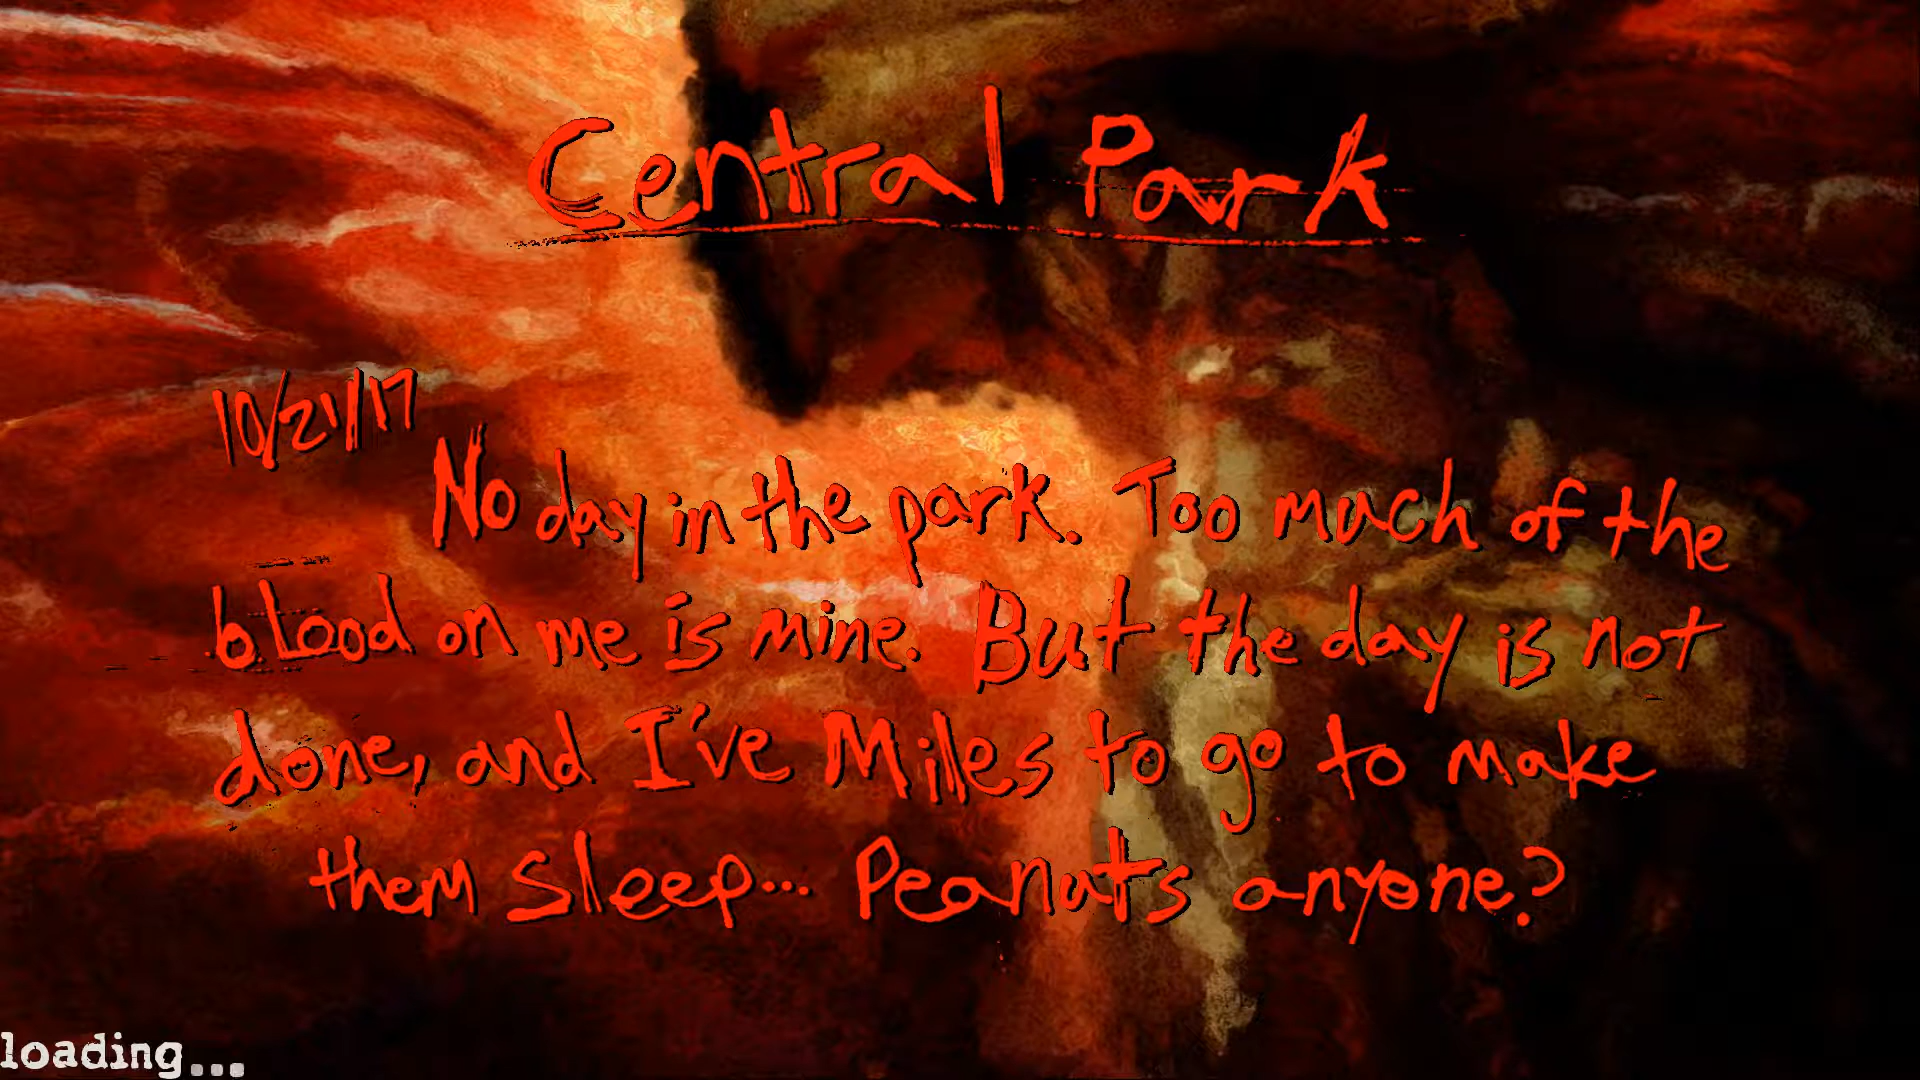 Central Park
10/21/17
No day in the park. Too much of the
blood on me is mine. But the day is not
done, and I've Miles to go to make
them sleep... Peanuts anyone?
loading...